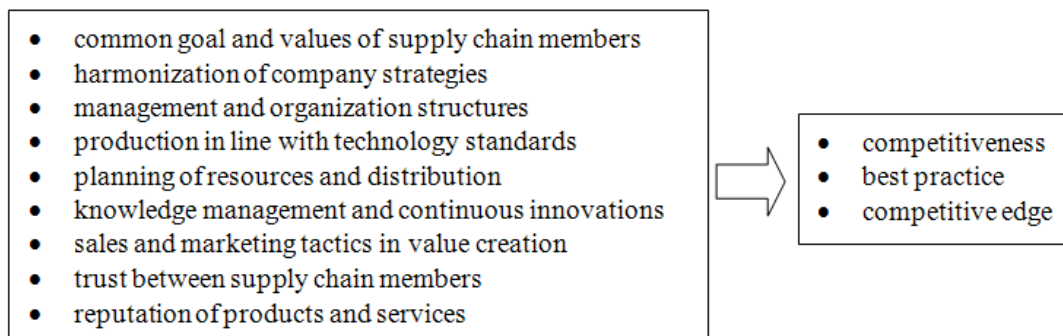 • common goal and values of supply chain members
• harmonization of company strategies
• management and organization structures
• production in line with technology standards
• planning of resources and distribution
• knowledge management and continuous innovations
• sales and marketing tactics in value creation
• trust between supply chain members
• reputation of products and services
• competitiveness
• best practice
• competitive edge